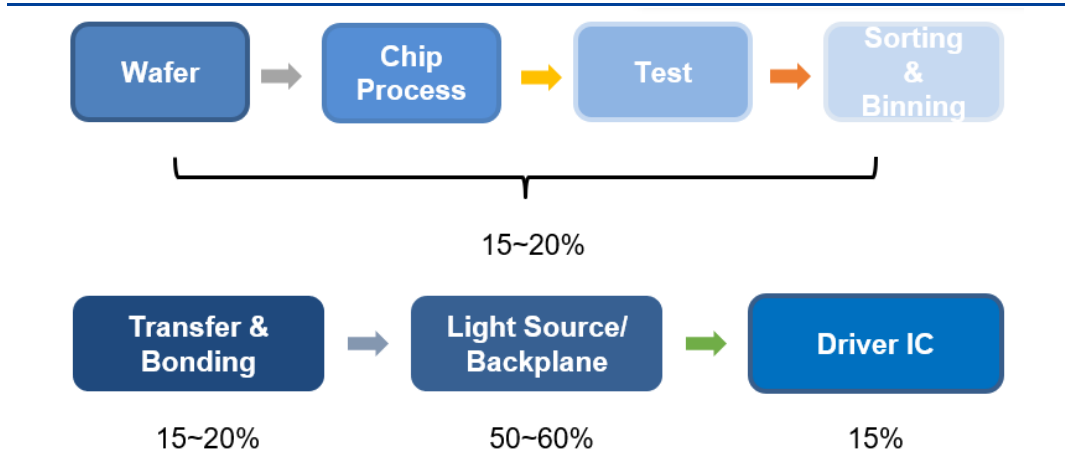 Wafer
Chip
Process
Test
Sorting
&
Binning
15~20%
Transfer &
Bonding
Light Source/
Backplane
Driver IC
15~20%
50~60%
15%